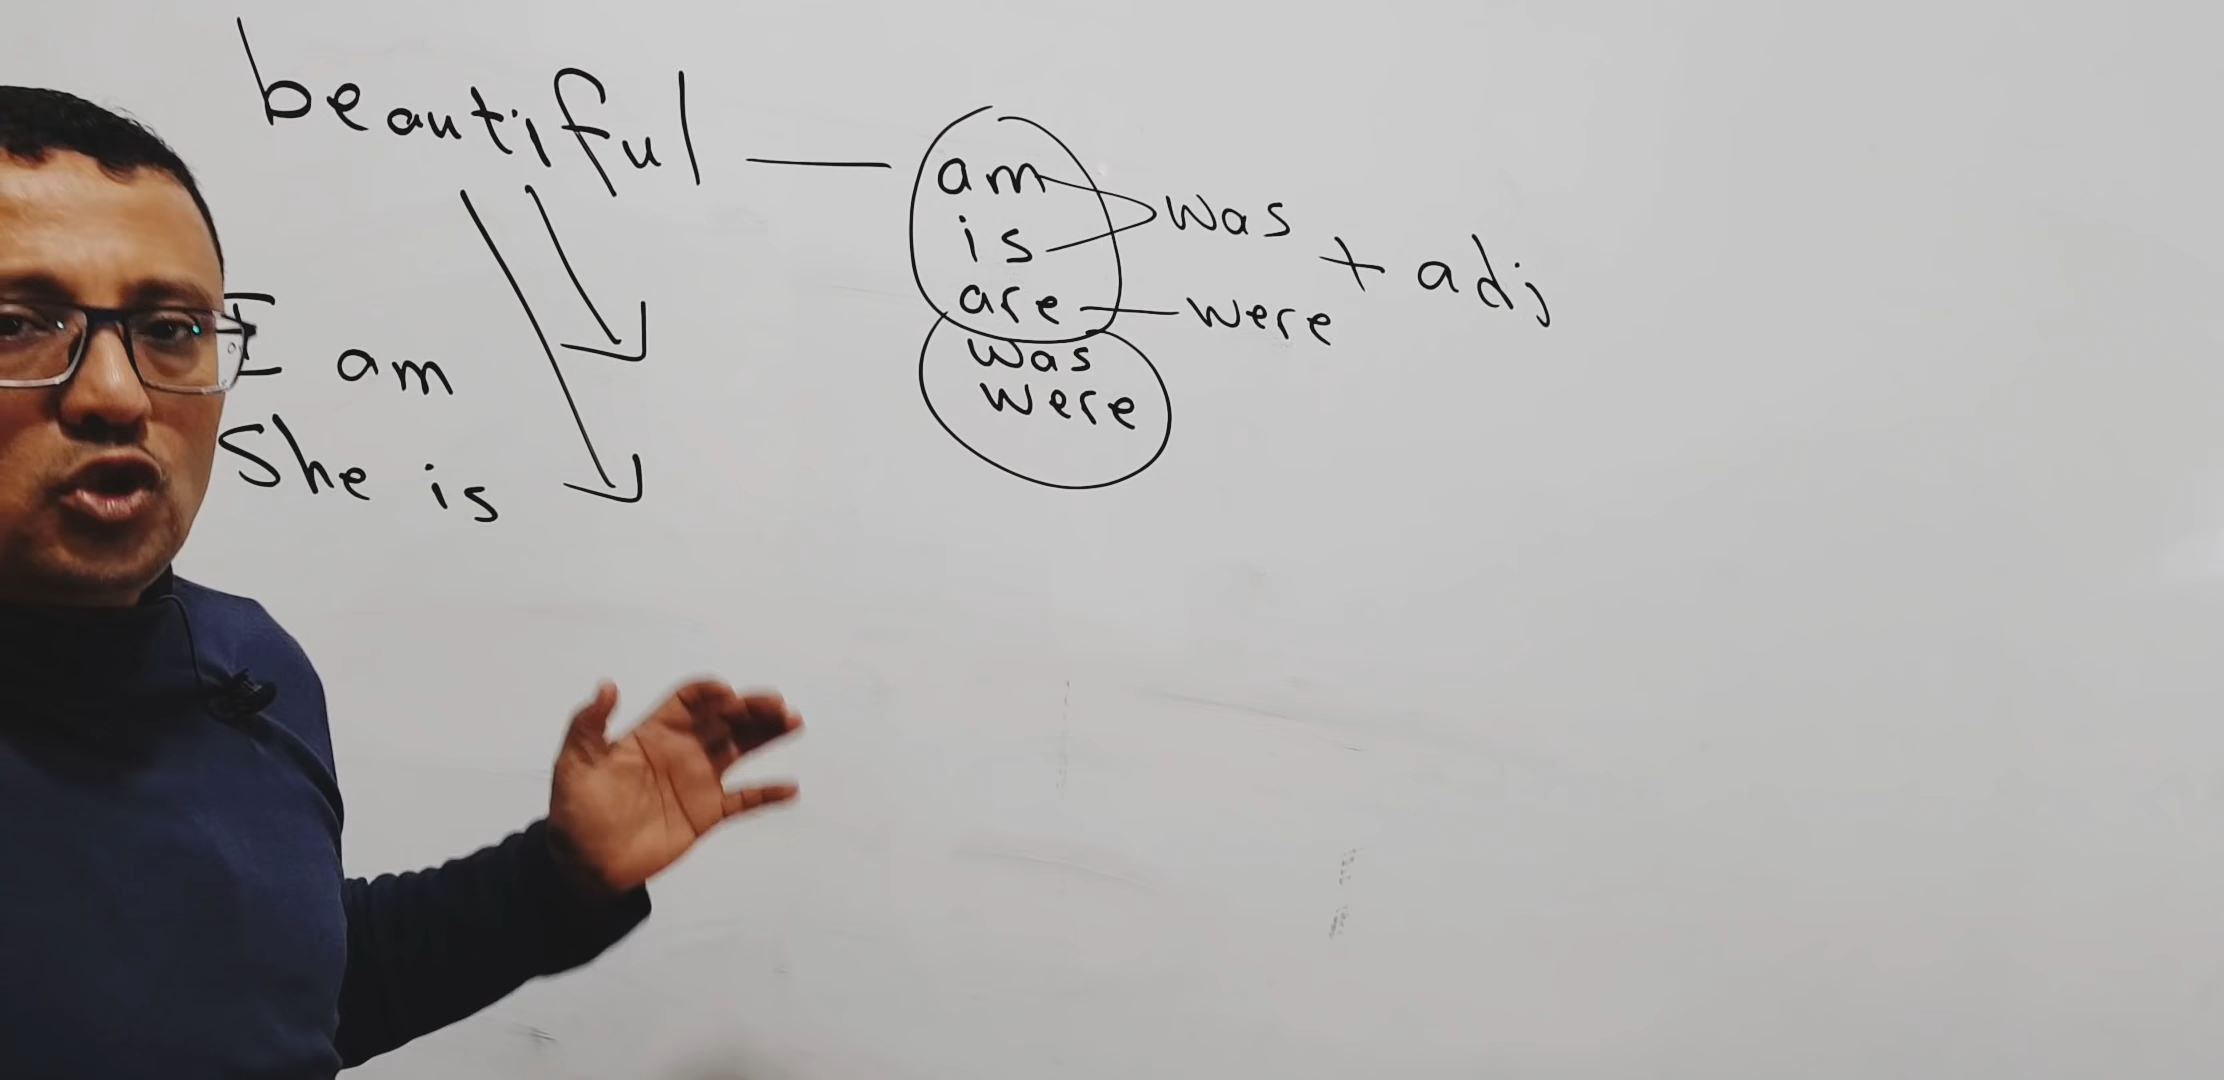 beautiful — am
is
are
was
were
was
were
+ adj
I am
She is